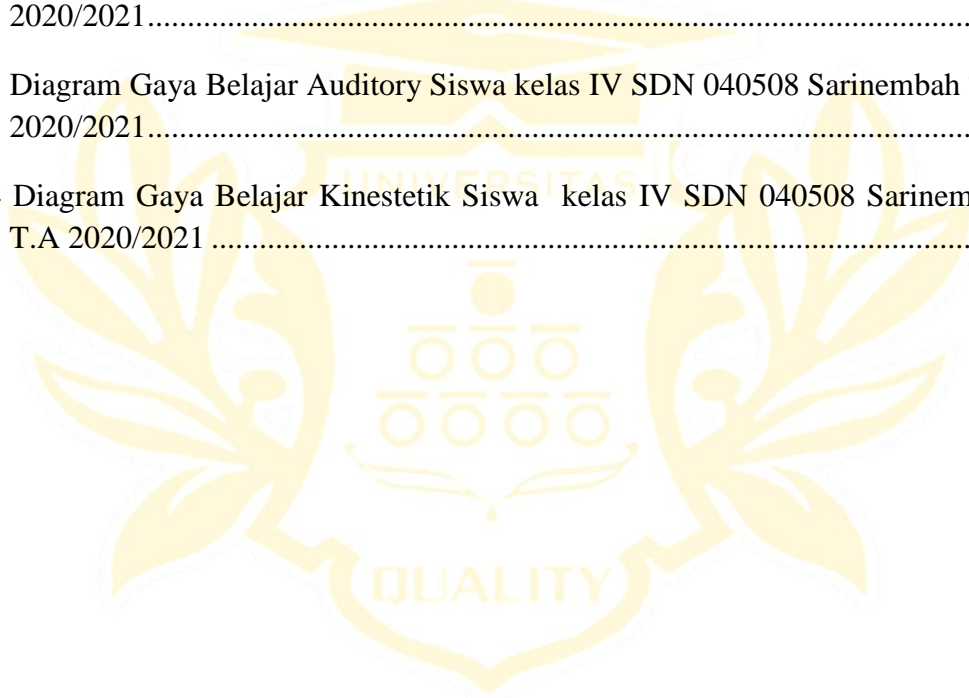 2020/2021........................................................................................................
Diagram Gaya Belajar Auditory Siswa kelas IV SDN 040508 Sarinembah
2020/2021........................................................................................................
Diagram Gaya Belajar Kinestetik Siswa kelas IV SDN 040508 Sarinem
T.A 2020/2021 ................................................................................................
UNIVERSITAS
QUALITY